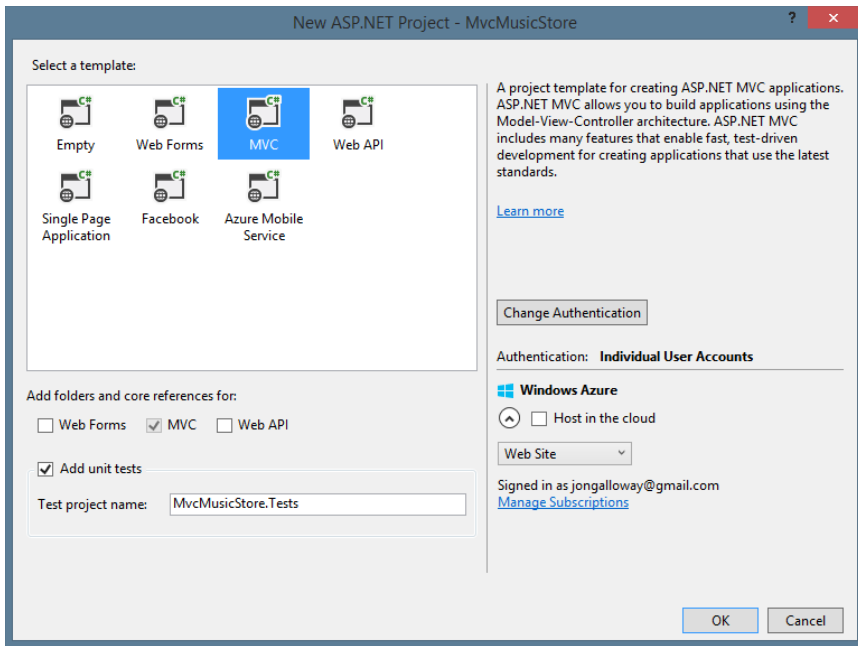 New ASP.NET Project - MvcMusicStore
? ×
Select a template:
C# C# C# C#
Empty Web Forms MVC Web API
C# C# C#
Single Page Facebook Azure Mobile
Application Service
A project template for creating ASP.NET MVC applications.
ASP.NET MVC allows you to build applications using the
Model-View-Controller architecture. ASP.NET MVC
includes many features that enable fast, test-driven
development for creating applications that use the latest
standards.
Learn more
Change Authentication
Authentication: Individual User Accounts
Add folders and core references for:
Web Forms MVC Web API
Add unit tests
Test project name: MvcMusicStore.Tests
Windows Azure
Host in the cloud
Web Site
Signed in as jongalloway@gmail.com
Manage Subscriptions
OK Cancel